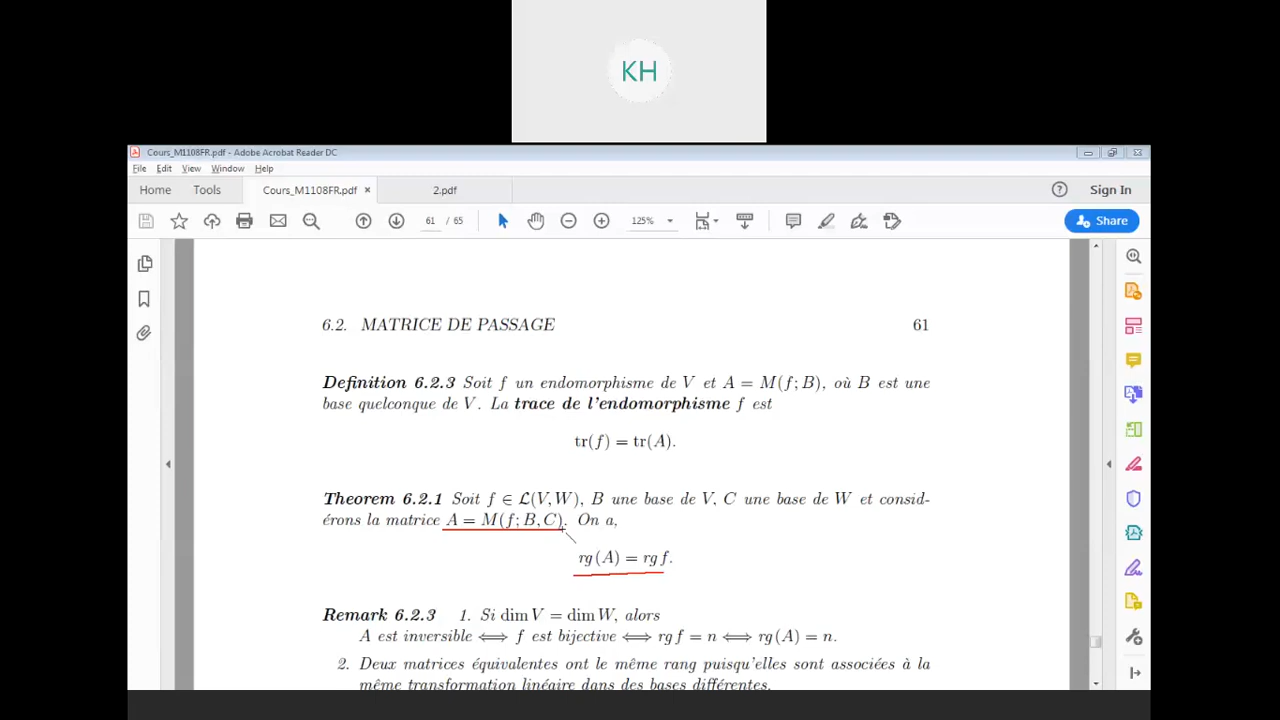 KH
Cours_M1108FR.pdf - Adobe Acrobat Reader DC
File Edit View Window Help
Home Tools Cours_M1108FR.pdf × 2.pdf Sign In
61 / 65 125% Share
6.2. MATRICE DE PASSAGE 61
Definition 6.2.3 Soit f un endomorphisme de V et A = M(f; B), où B est une
base quelconque de V. La trace de l'endomorphisme f est
tr(f) = tr(A).
Theorem 6.2.1 Soit f ∈ ℒ(V, W), B une base de V, C une base de W et consid-
érons la matrice A = M(f; B, C). On a,
rg(A) = rg f.
Remark 6.2.3 1. Si dim V = dim W, alors
A est inversible ⟺ f est bijective ⟺ rg f = n ⟺ rg(A) = n.
2. Deux matrices équivalentes ont le même rang puisqu'elles sont associées à la
même transformation linéaire dans des bases différentes.